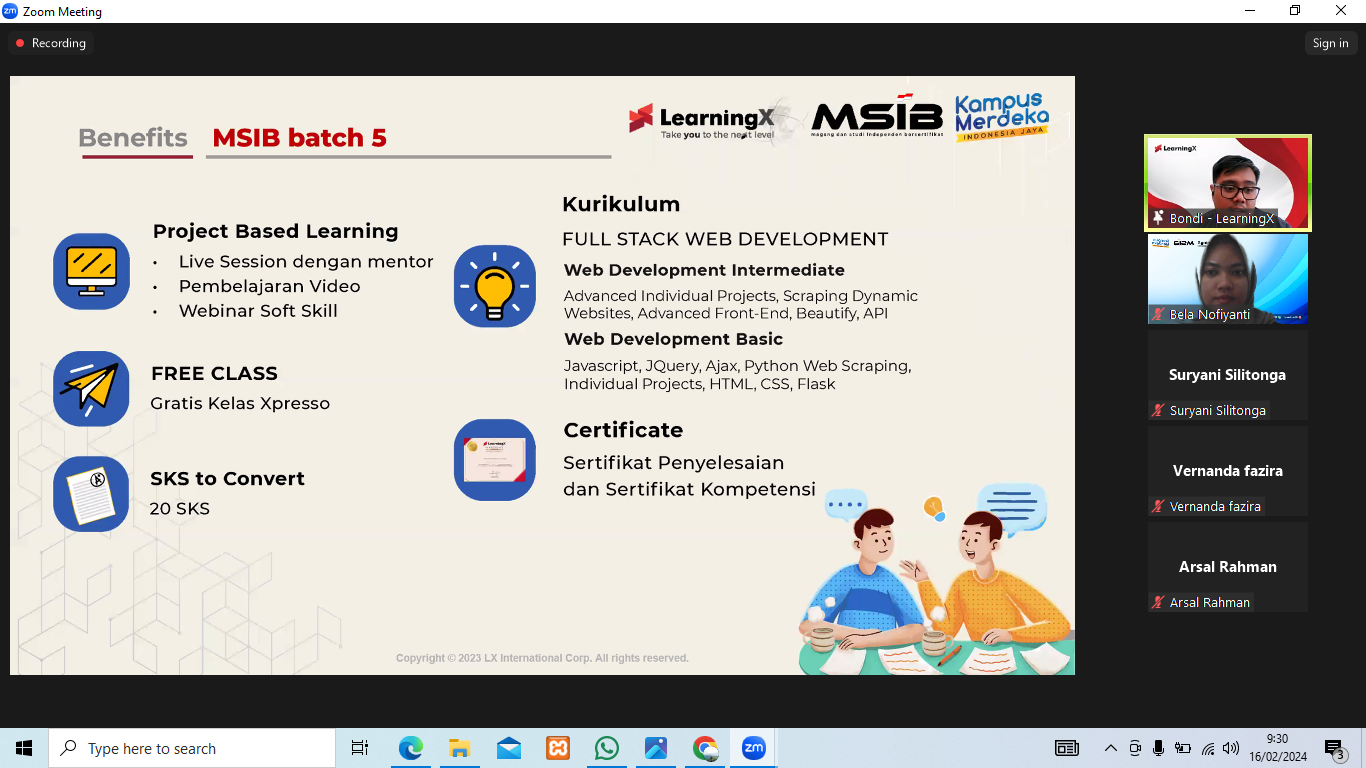 Zoom Meeting
Recording
Sign in
Benefits MSIB batch 5
LearningX
Take you to the next level
MSIB
magang dan studi independen bersertifikat
Kampus
Merdeka
INDONESIA JAYA
Project Based Learning
• Live Session dengan mentor
• Pembelajaran Video
• Webinar Soft Skill
FREE CLASS
Gratis Kelas Xpresso
SKS to Convert
20 SKS
Kurikulum
FULL STACK WEB DEVELOPMENT
Web Development Intermediate
Advanced Individual Projects, Scraping Dynamic
Websites, Advanced Front-End, Beautify, API
Web Development Basic
Javascript, JQuery, Ajax, Python Web Scraping,
Individual Projects, HTML, CSS, Flask
Certificate
Sertifikat Penyelesaian
dan Sertifikat Kompetensi
LearningX
Copyright © 2023 LX International Corp. All rights reserved.
LearningX
Bondi - LearningX
Bela Nofiyanti
Suryani Silitonga
Suryani Silitonga
Vernanda fazira
Vernanda fazira
Arsal Rahman
Arsal Rahman
Type here to search
zm
9:30
16/02/2024
3